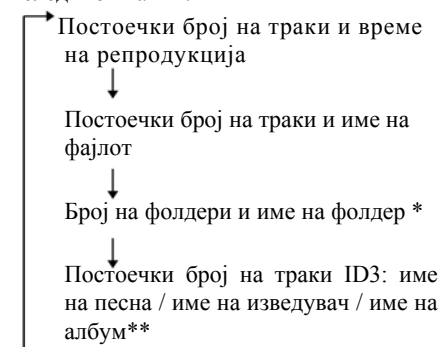 Постоечки број на траки и време
на репродукција
Постоечки број на траки и име на
фајлот
Број на фолдери и име на фолдер *
Постоечки број на траки ID3: име
на песна / име на изведувач / име на
албум**